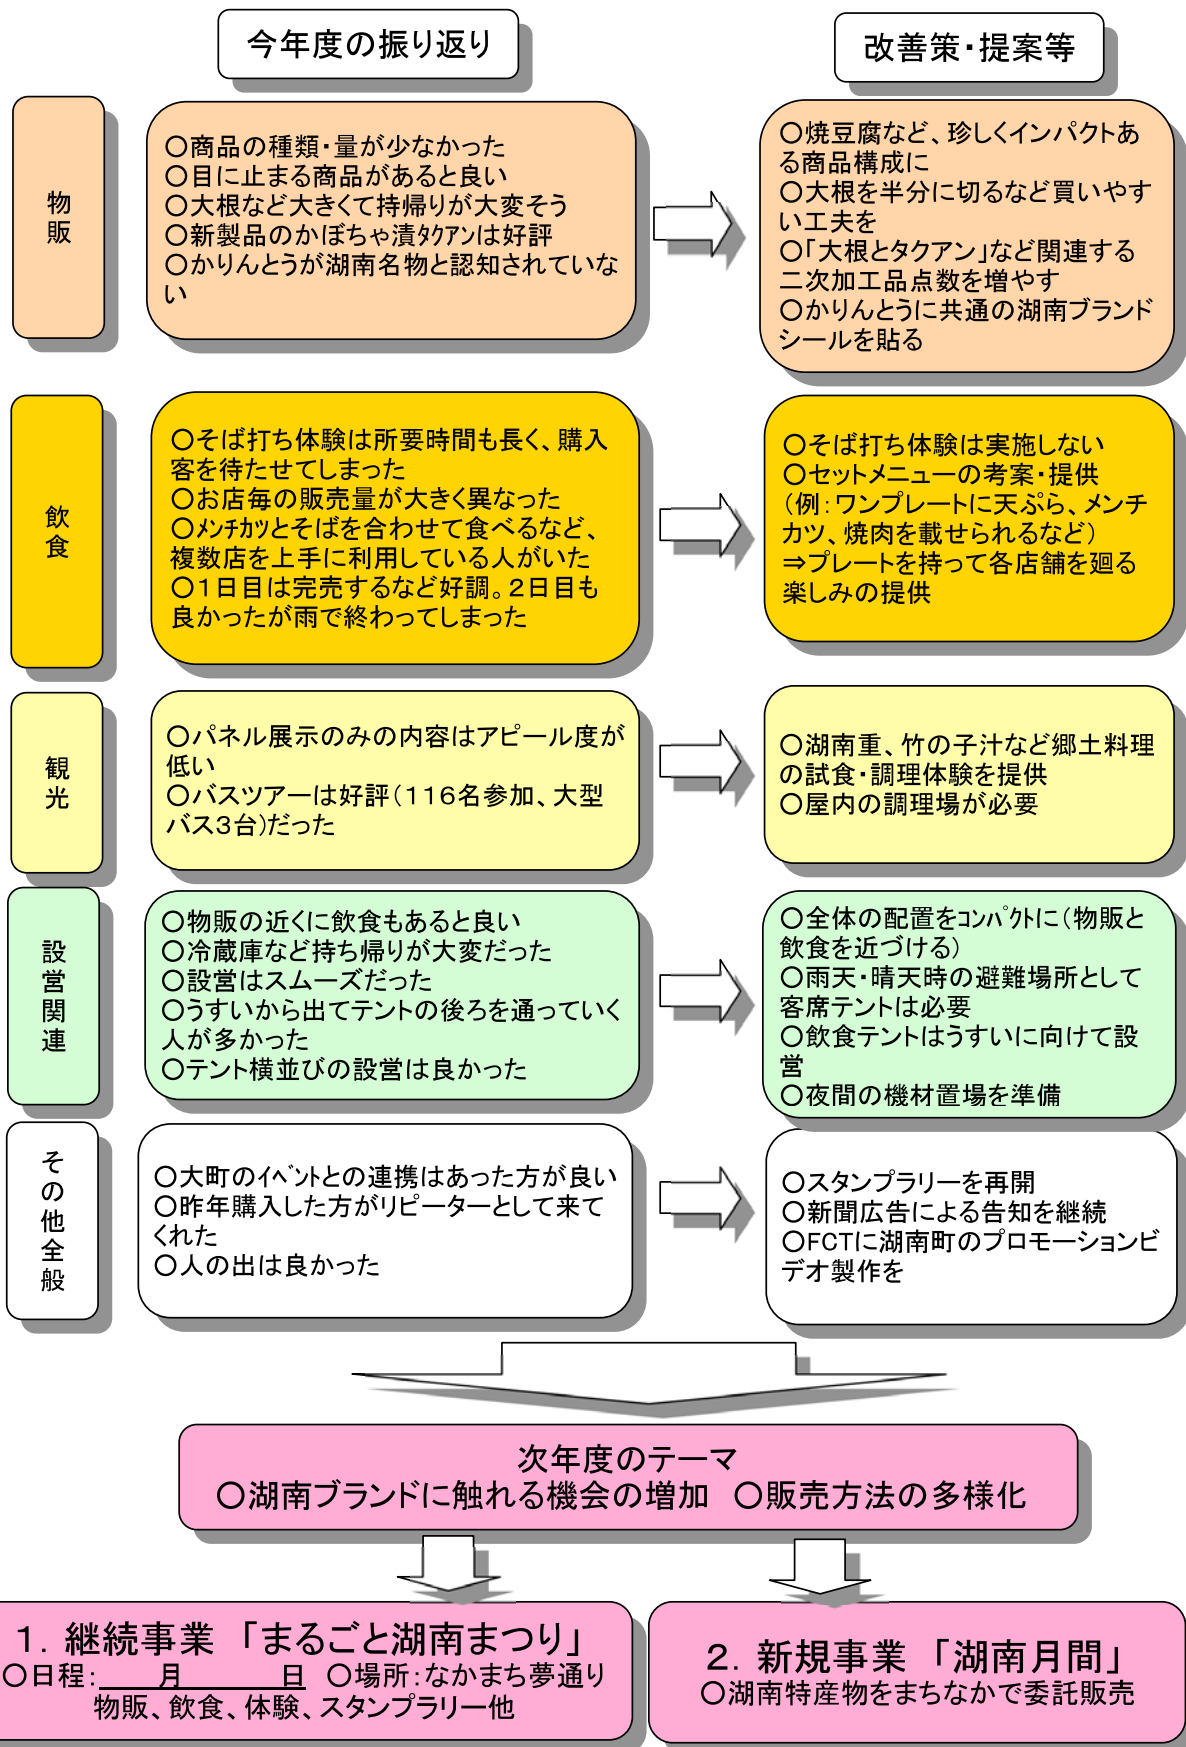 今年度の振り返り
改善策・提案等
物販
○商品の種類・量が少なかった
○目に止まる商品があると良い
○大根など大きくて持帰りが大変そう
○新製品のかぼちゃ漬ﾀｸｱﾝは好評
○かりんとうが湖南名物と認知されていな
い
○焼豆腐など、珍しくインパクトあ
る商品構成に
○大根を半分に切るなど買いやす
い工夫を
○「大根とタクアン」など関連する
二次加工品点数を増やす
○かりんとうに共通の湖南ブランド
シールを貼る
飲食
○そば打ち体験は所要時間も長く、購入
客を待たせてしまった
○お店毎の販売量が大きく異なった
○ﾒﾝﾁｶﾂとそばを合わせて食べるなど、
複数店を上手に利用している人がいた
○１日目は完売するなど好調。２日目も
良かったが雨で終わってしまった
○そば打ち体験は実施しない
○セットメニューの考案・提供
（例：ワンプレートに天ぷら、メンチ
カツ、焼肉を載せられるなど）
⇒プレートを持って各店舗を廻る
楽しみの提供
観光
○パネル展示のみの内容はアピール度が
低い
○バスツアーは好評（１１６名参加、大型
バス３台）だった
○湖南重、竹の子汁など郷土料理
の試食・調理体験を提供
○屋内の調理場が必要
設営関連
○物販の近くに飲食もあると良い
○冷蔵庫など持ち帰りが大変だった
○設営はスムーズだった
○うすいから出てテントの後ろを通っていく
人が多かった
○テント横並びの設営は良かった
○全体の配置をｺﾝﾊﾟｸﾄに（物販と
飲食を近づける）
○雨天・晴天時の避難場所として
客席テントは必要
○飲食テントはうすいに向けて設
営
○夜間の機材置場を準備
その他全般
○大町のｲﾍﾞﾝﾄとの連携はあった方が良い
○昨年購入した方がリピーターとして来て
くれた
○人の出は良かった
○スタンプラリーを再開
○新聞広告による告知を継続
○FCTに湖南町のプロモーションビ
デオ製作を
次年度のテーマ
○湖南ブランドに触れる機会の増加　○販売方法の多様化
１．継続事業　「まるごと湖南まつり」
○日程：　　月　　　　日　○場所：なかまち夢通り
物販、飲食、体験、スタンプラリー他
２．新規事業　「湖南月間」
○湖南特産物をまちなかで委託販売